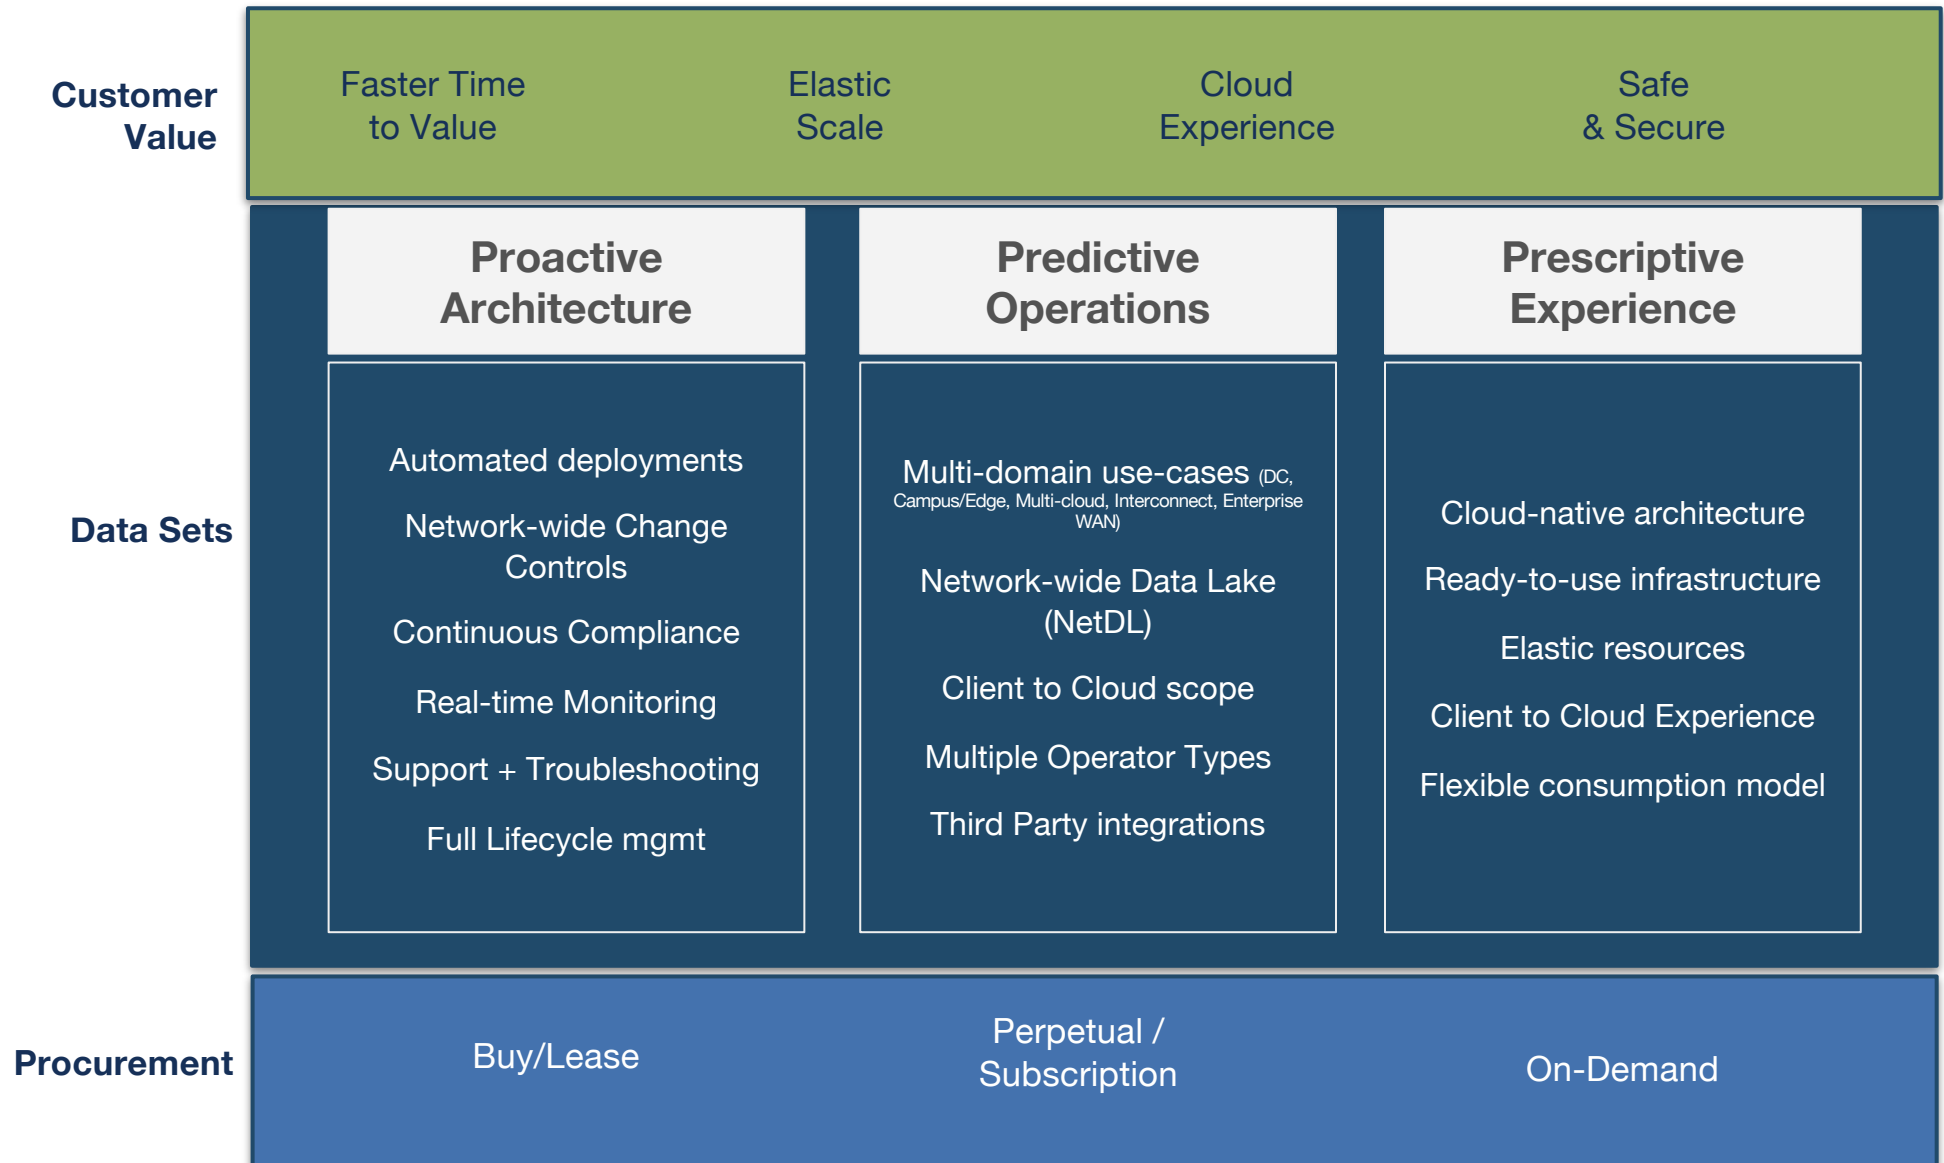 Customer
Value
Faster Time
to Value
Elastic
Scale
Cloud
Experience
Safe
& Secure
Data Sets
Proactive
Architecture
Automated deployments
Network-wide Change
Controls
Continuous Compliance
Real-time Monitoring
Support + Troubleshooting
Full Lifecycle mgmt
Predictive
Operations
Multi-domain use-cases (DC,
Campus/Edge, Multi-cloud, Interconnect, Enterprise
WAN)
Network-wide Data Lake
(NetDL)
Client to Cloud scope
Multiple Operator Types
Third Party integrations
Prescriptive
Experience
Cloud-native architecture
Ready-to-use infrastructure
Elastic resources
Client to Cloud Experience
Flexible consumption model
Procurement
Buy/Lease
Perpetual /
Subscription
On-Demand